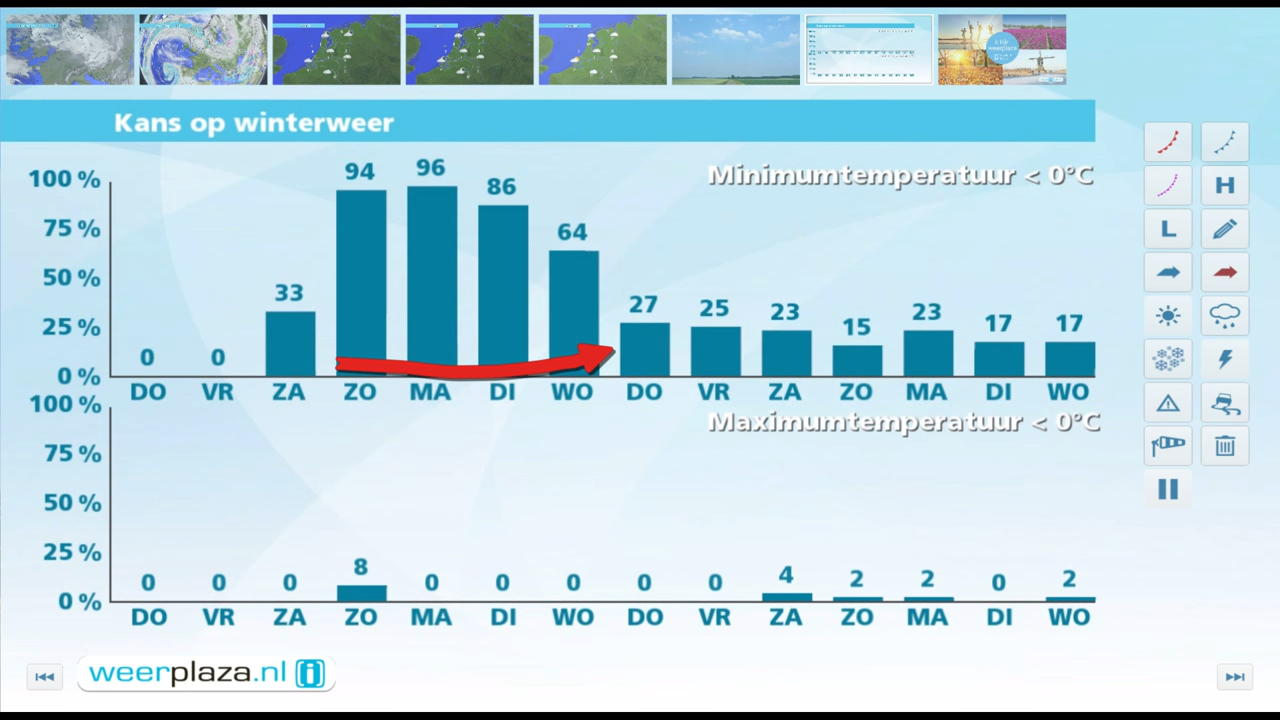 Kans op winterweer
Minimumtemperatuur < 0°C
100 %
75 %
50 %
25 %
0 %
0 0 33 94 96 86 64 27 25 23 15 23 17 17
DO VR ZA ZO MA DI WO DO VR ZA ZO MA DI WO
Maximumtemperatuur < 0°C
100 %
75 %
50 %
25 %
0 %
0 0 0 8 0 0 0 0 0 4 2 2 0 2
DO VR ZA ZO MA DI WO DO VR ZA ZO MA DI WO
H
L
weerplaza.nl